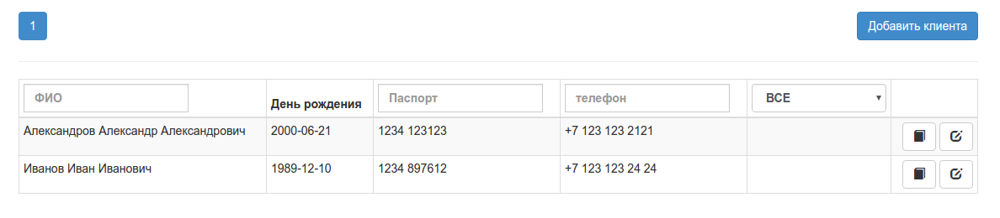 1 Добавить клиента
ФИО День рождения Паспорт телефон ВСЕ
Александров Александр Александрович 2000-06-21 1234 123123 +7 123 123 2121
Иванов Иван Иванович 1989-12-10 1234 897612 +7 123 123 24 24